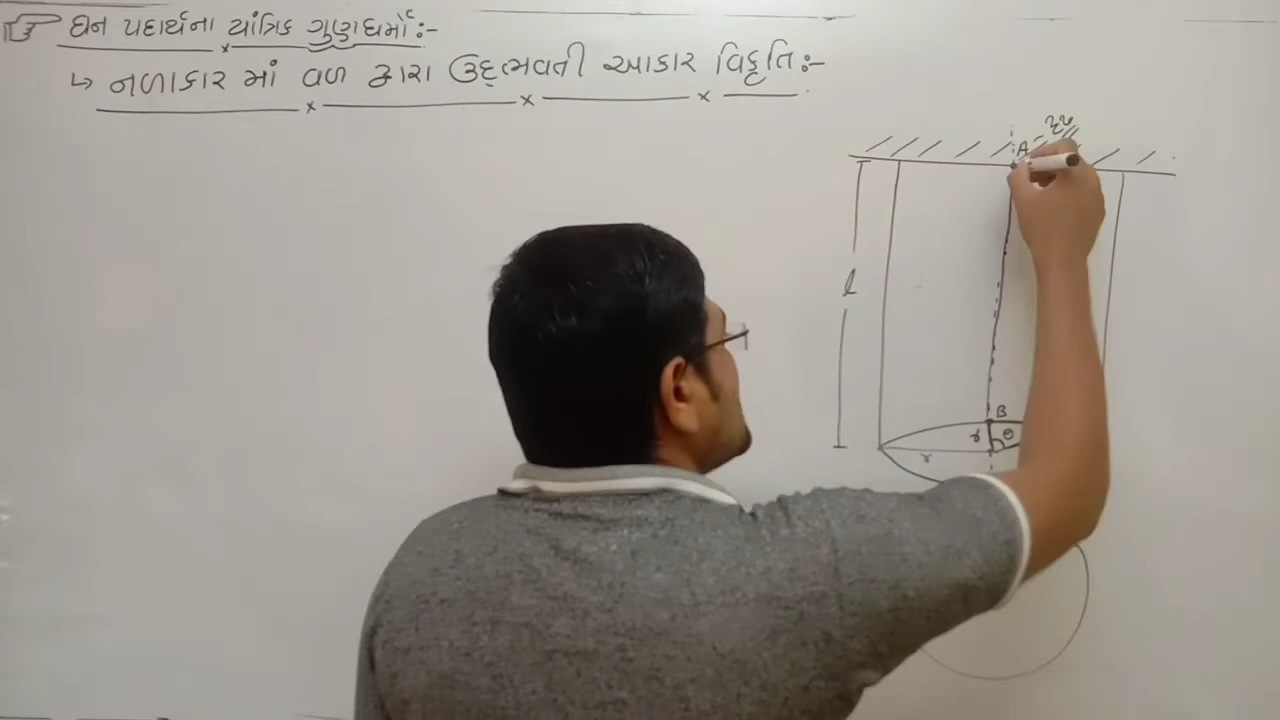 ઘન પદાર્થના યાંત્રિક ગુણધર્મો:-
↳ નળાકાર માં વળ દ્વારા ઉદ્ભવતી આકાર વિકૃતિ:-
A
l
B
r
θ
r